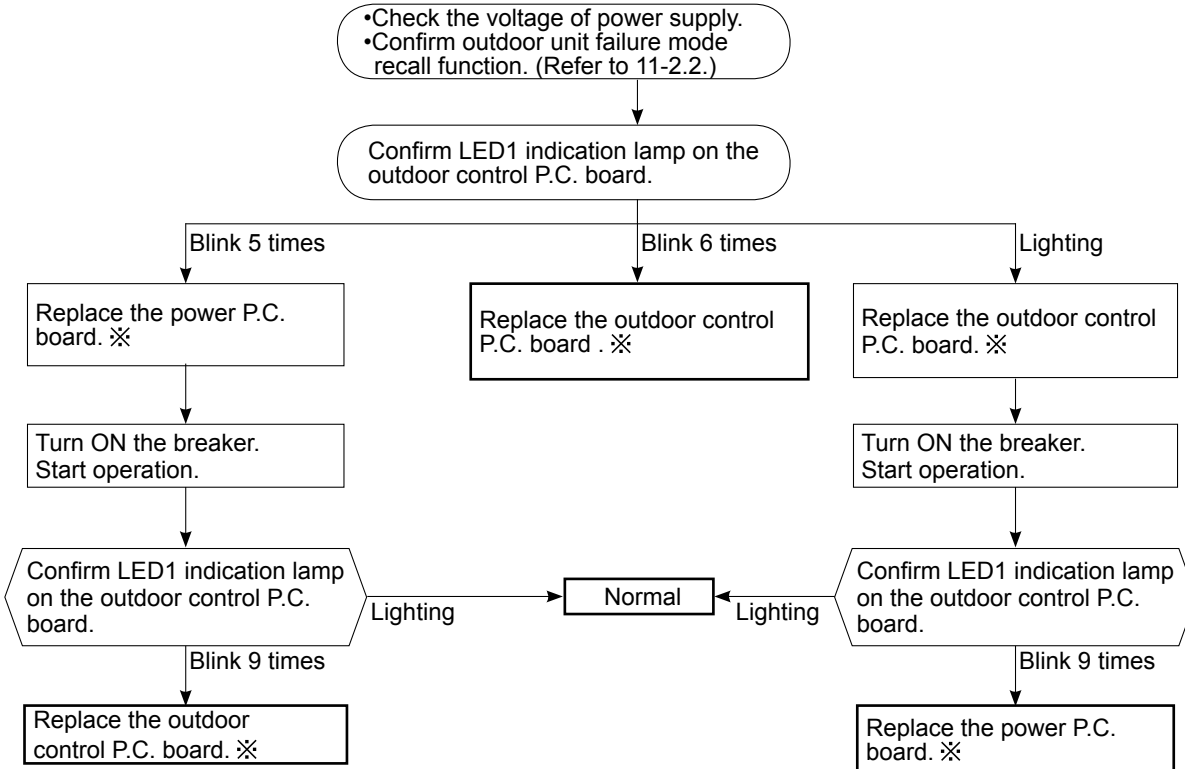 •Check the voltage of power supply.
•Confirm outdoor unit failure mode
recall function. (Refer to 11-2.2.)
Confirm LED1 indication lamp on the
outdoor control P.C. board.
Blink 5 times
Blink 6 times
Lighting
Replace the power P.C.
board. ※
Replace the outdoor control
P.C. board . ※
Replace the outdoor control
P.C. board. ※
Turn ON the breaker.
Start operation.
Turn ON the breaker.
Start operation.
Confirm LED1 indication lamp
on the outdoor control P.C.
board.
Lighting
Normal
Lighting
Confirm LED1 indication lamp
on the outdoor control P.C.
board.
Blink 9 times
Blink 9 times
Replace the outdoor
control P.C. board. ※
Replace the power P.C.
board. ※